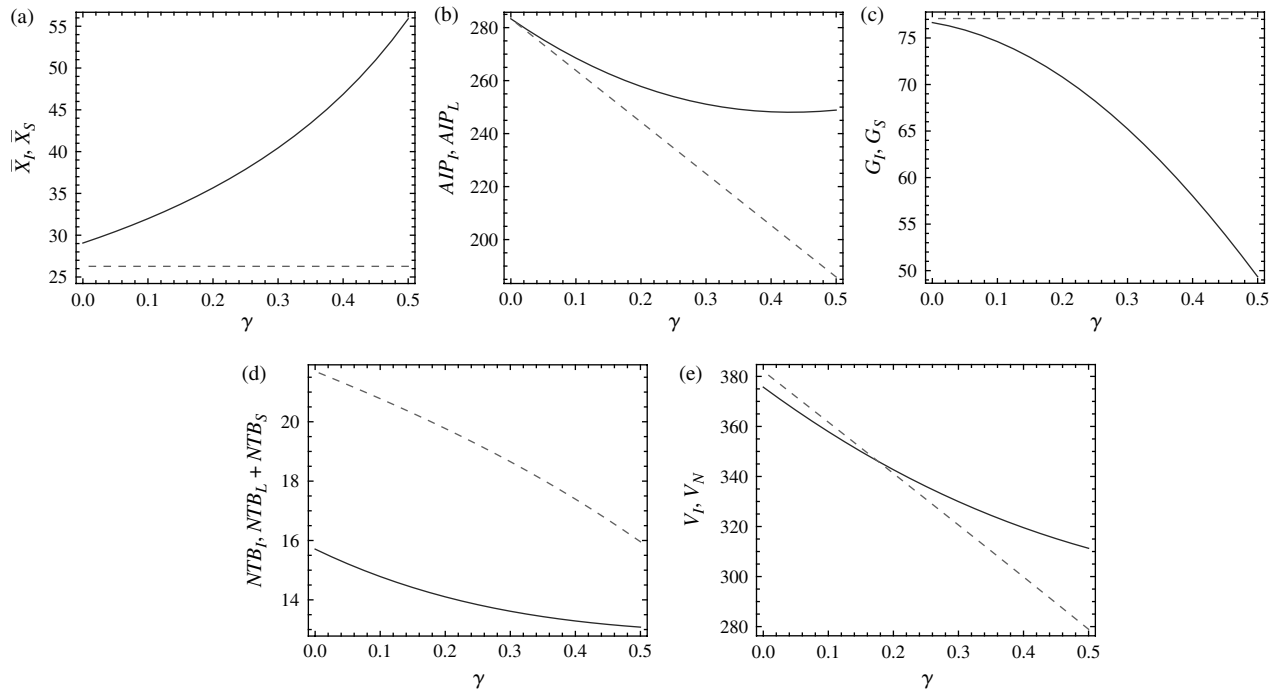 (a)
55
50
45
40
35
30
25
X̅_I, X̅_S
0.0 0.1 0.2 0.3 0.4 0.5
γ
(b)
280
260
240
220
200
AIP_I, AIP_L
0.0 0.1 0.2 0.3 0.4 0.5
γ
(c)
75
70
65
60
55
50
G_I, G_S
0.0 0.1 0.2 0.3 0.4 0.5
γ
(d)
20
18
16
14
NTB_I, NTB_L + NTB_S
0.0 0.1 0.2 0.3 0.4 0.5
γ
(e)
380
360
340
320
300
280
V_I, V_N
0.0 0.1 0.2 0.3 0.4 0.5
γ